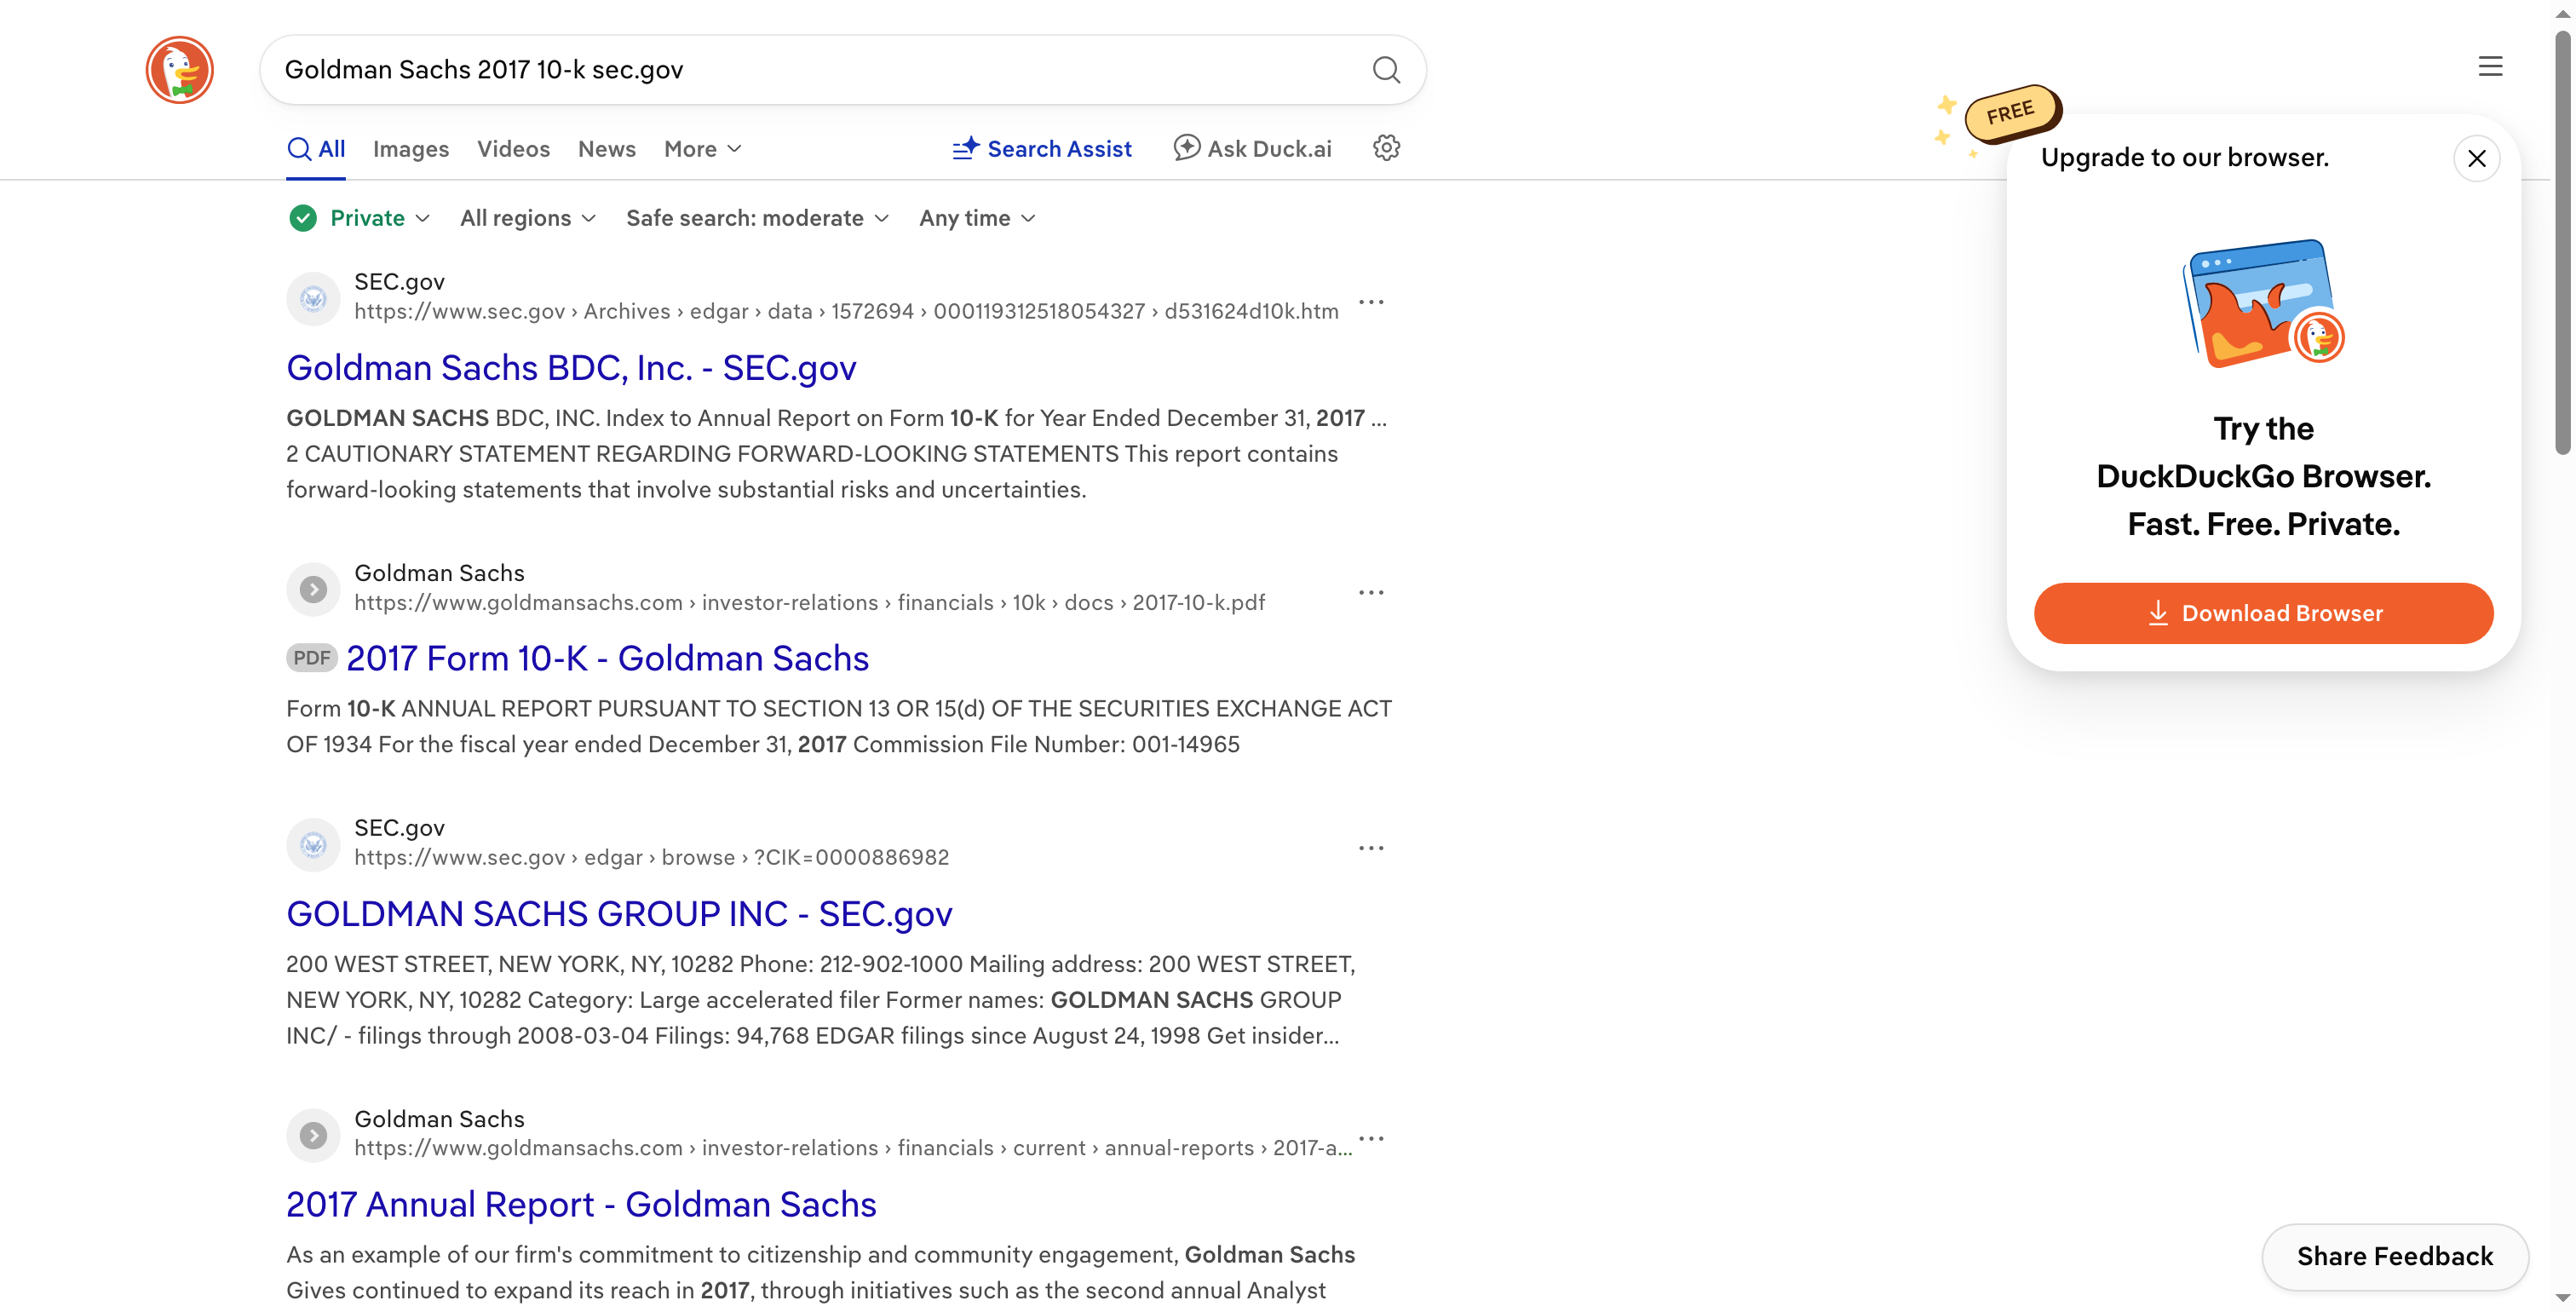 Goldman Sachs 2017 10-k sec.gov
All Images Videos News More Search Assist Ask Duck.ai
Private All regions Safe search: moderate Any time
SEC.gov
https://www.sec.gov › Archives › edgar › data › 1572694 › 000119312518054327 › d531624d10k.htm
Goldman Sachs BDC, Inc. - SEC.gov
GOLDMAN SACHS BDC, INC. Index to Annual Report on Form 10-K for Year Ended December 31, 2017 ...
2 CAUTIONARY STATEMENT REGARDING FORWARD-LOOKING STATEMENTS This report contains
forward-looking statements that involve substantial risks and uncertainties.
Goldman Sachs
https://www.goldmansachs.com › investor-relations › financials › 10k › docs › 2017-10-k.pdf
PDF 2017 Form 10-K - Goldman Sachs
Form 10-K ANNUAL REPORT PURSUANT TO SECTION 13 OR 15(d) OF THE SECURITIES EXCHANGE ACT
OF 1934 For the fiscal year ended December 31, 2017 Commission File Number: 001-14965
SEC.gov
https://www.sec.gov › edgar › browse › ?CIK=0000886982
GOLDMAN SACHS GROUP INC - SEC.gov
200 WEST STREET, NEW YORK, NY, 10282 Phone: 212-902-1000 Mailing address: 200 WEST STREET,
NEW YORK, NY, 10282 Category: Large accelerated filer Former names: GOLDMAN SACHS GROUP
INC/ - filings through 2008-03-04 Filings: 94,768 EDGAR filings since August 24, 1998 Get insider...
Goldman Sachs
https://www.goldmansachs.com › investor-relations › financials › current › annual-reports › 2017-a...
2017 Annual Report - Goldman Sachs
As an example of our firm's commitment to citizenship and community engagement, Goldman Sachs
Gives continued to expand its reach in 2017, through initiatives such as the second annual Analyst
FREE
Upgrade to our browser.
Try the
DuckDuckGo Browser.
Fast. Free. Private.
Download Browser
Share Feedback